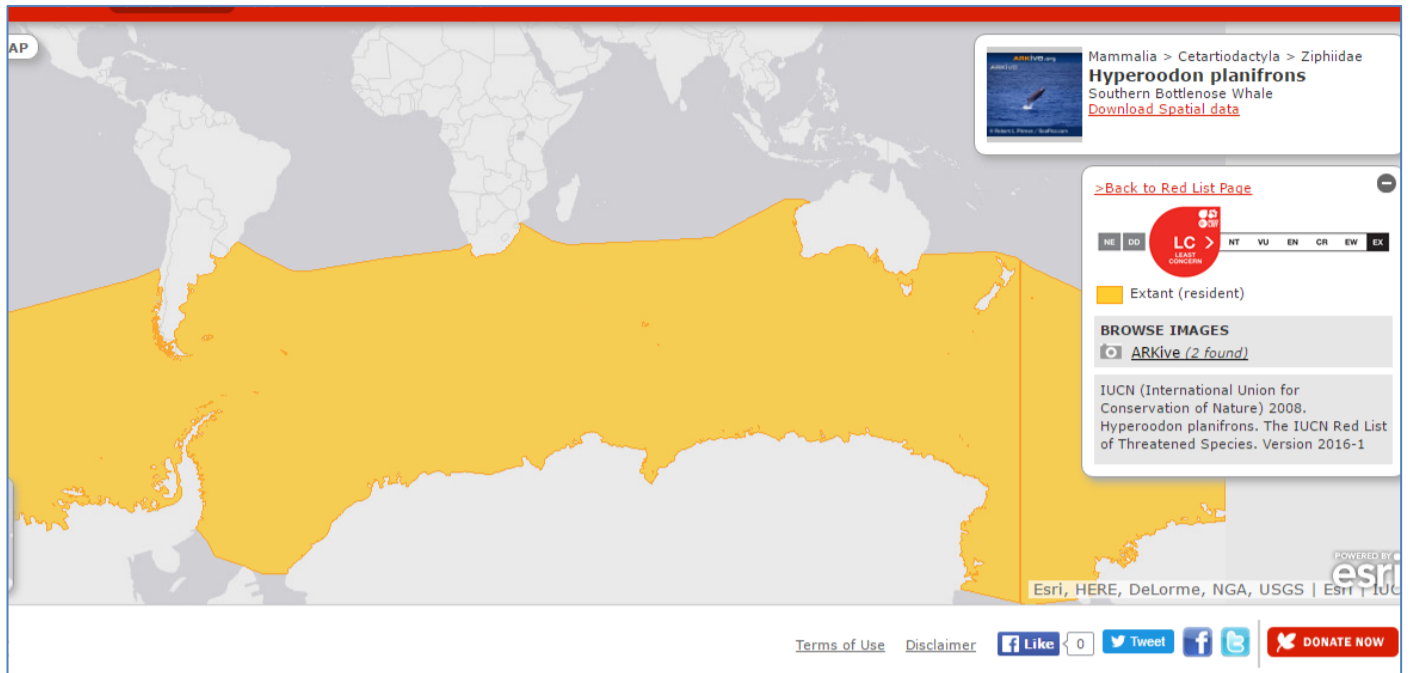 AP
ARKIVE.org
ARKIVE
Mammalia > Cetartiodactyla > Ziphiidae
Hyperoodon planifrons
Southern Bottlenose Whale
Download Spatial data
>Back to Red List Page
NE DD LC > NT VU EN CR EW EX
LEAST
CONCERN
Extant (resident)
BROWSE IMAGES
ARKive (2 found)
IUCN (International Union for
Conservation of Nature) 2008.
Hyperoodon planifrons. The IUCN Red List
of Threatened Species. Version 2016-1
POWERED BY
esri
Esri, HERE, DeLorme, NGA, USGS | Esri | IUC
Terms of Use Disclaimer Like 0 Tweet DONATE NOW